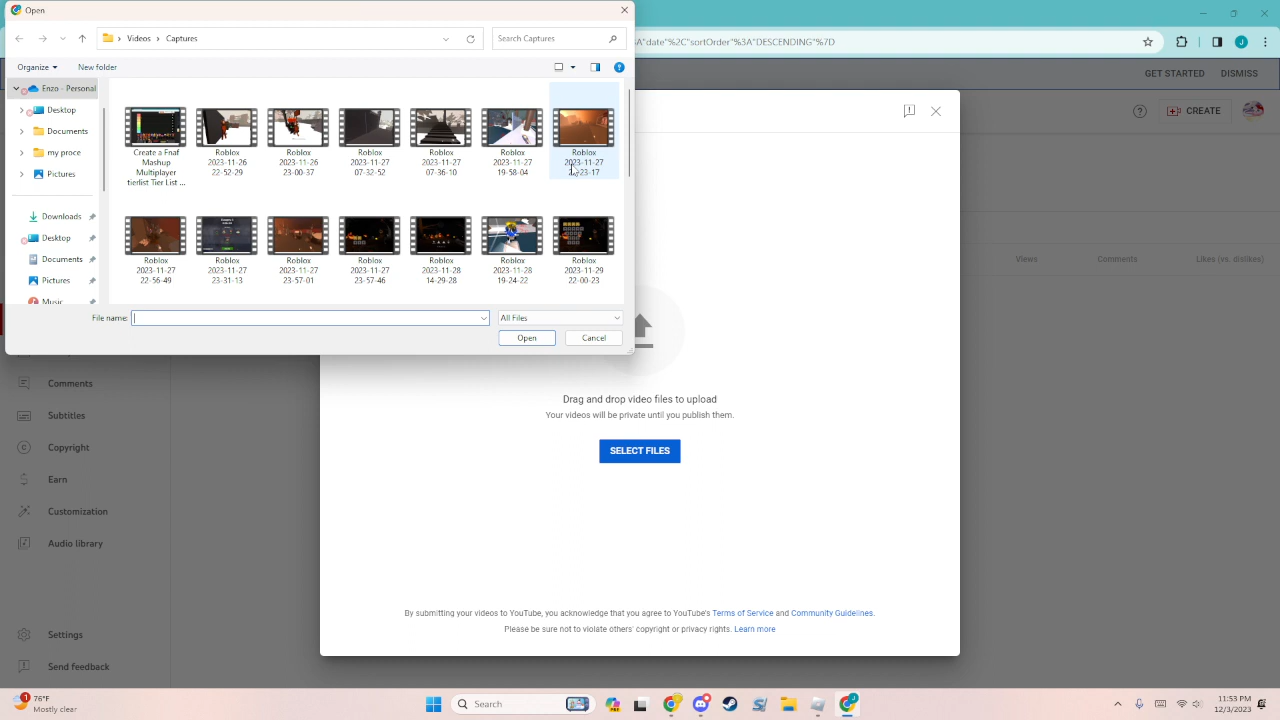 Open
Videos > Captures
Search Captures
A"date"%2C"sortOrder"%3A"DESCENDING"%7D
Organize
New folder
GET STARTED
DISMISS
Enzo - Personal
Desktop
Documents
my proce
Pictures
Downloads
Desktop
Documents
Pictures
Music
Create a Fnaf
Mashup
Multiplayer
tierlist Tier List ...
Roblox
2023-11-26
22-52-29
Roblox
2023-11-26
23-00-37
Roblox
2023-11-27
07-32-52
Roblox
2023-11-27
07-36-10
Roblox
2023-11-27
19-58-04
Roblox
2023-11-27
Roblox
2023-11-27
22-56-49
Roblox
2023-11-27
23-31-13
Roblox
2023-11-27
23-57-01
Roblox
2023-11-27
23-57-46
Roblox
2023-11-28
14-29-28
Roblox
2023-11-28
19-24-22
Roblox
2023-11-29
22-00-23
File name:
All Files
Open
Cancel
CREATE
J
Views
Comments
Likes (vs. dislikes)
Comments
Subtitles
Copyright
Earn
Customization
Audio library
Settings
Send feedback
Drag and drop video files to upload
Your videos will be private until you publish them.
SELECT FILES
By submitting your videos to YouTube, you acknowledge that you agree to YouTube's Terms of Service and Community Guidelines.
Please be sure not to violate others' copyright or privacy rights. Learn more
1
76°F
Mostly clear
Search
11:53 PM
12/3/2023